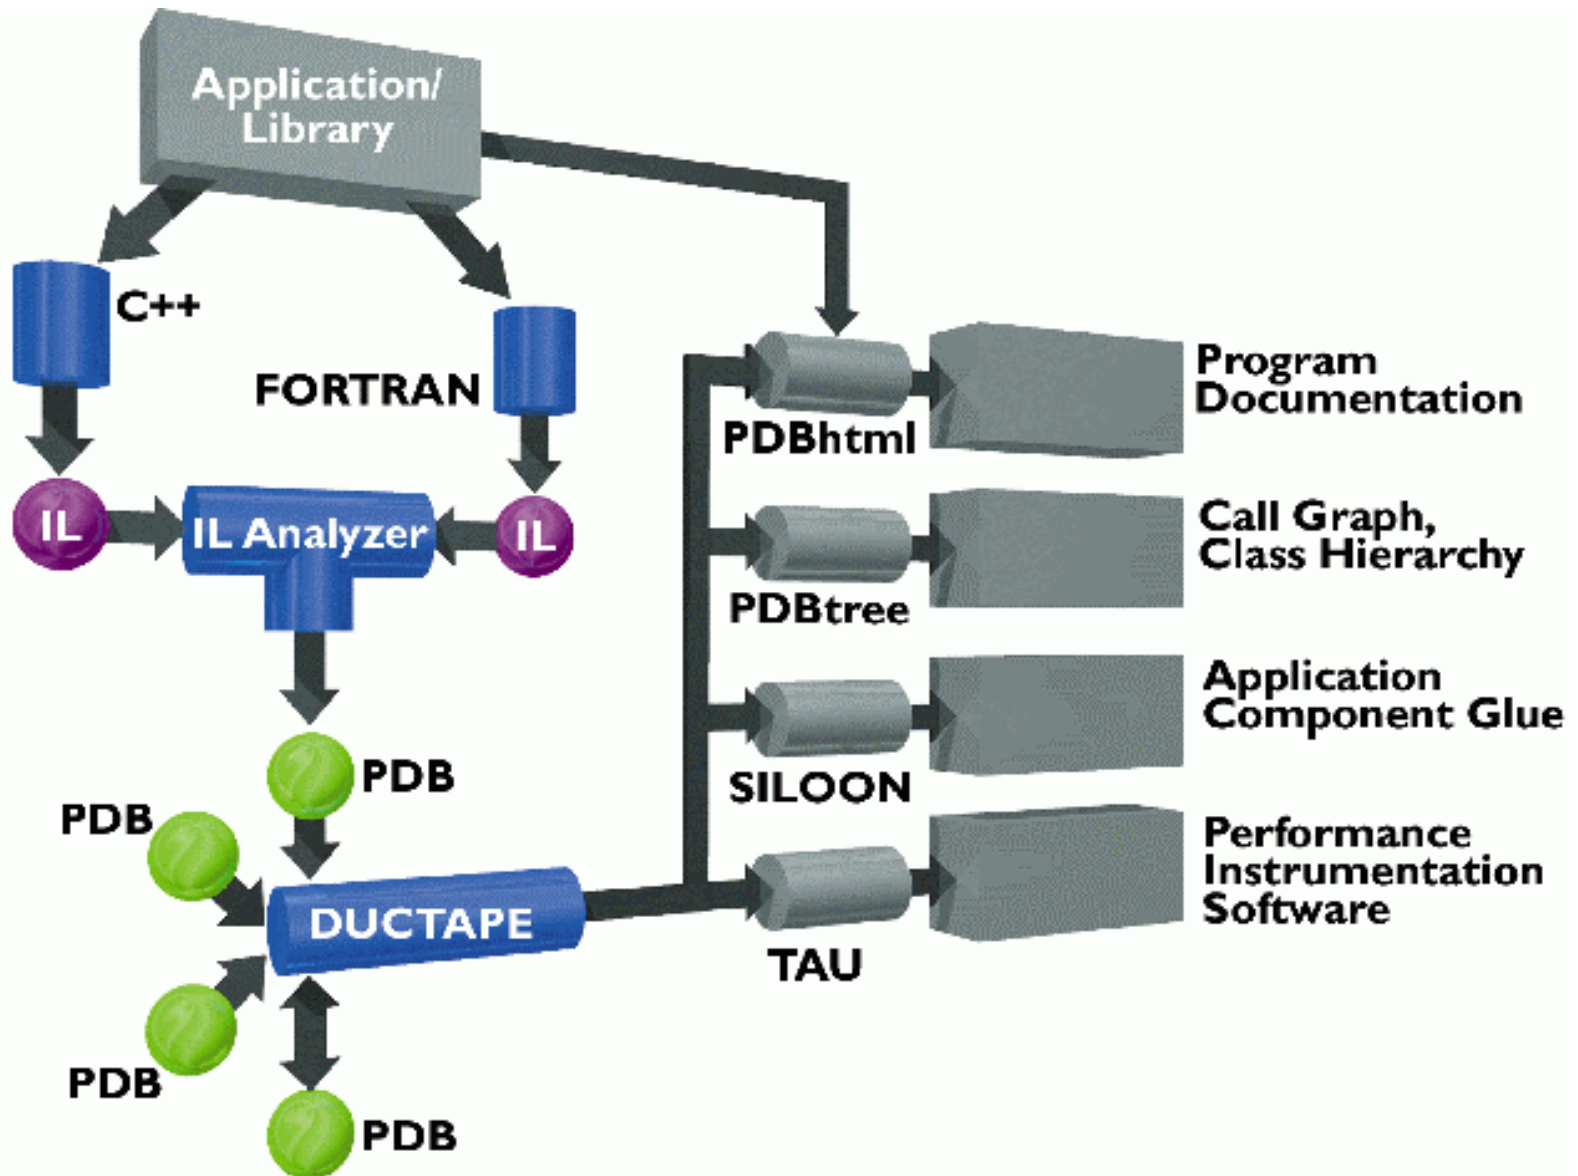 Application/
Library
C++
FORTRAN
IL
IL Analyzer
IL
PDB
PDB
DUCTAPE
PDB
PDB
PDBhtml
Program
Documentation
PDBtree
Call Graph,
Class Hierarchy
SILOON
Application
Component Glue
TAU
Performance
Instrumentation
Software